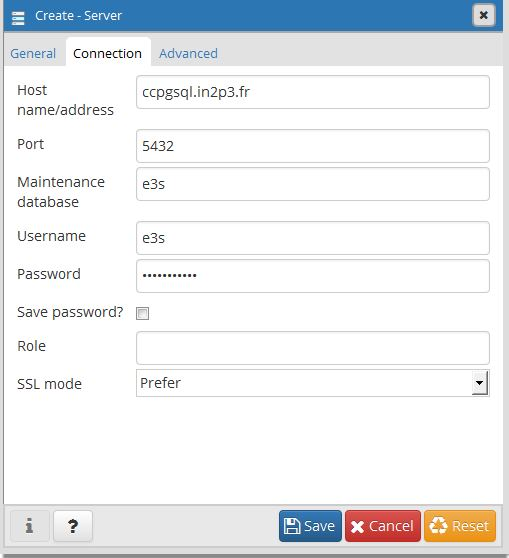 Create - Server
General Connection Advanced
Host
name/address
ccpgsql.in2p3.fr
Port
5432
Maintenance
database
e3s
Username
e3s
Password
•••••••••••
Save password?
Role
SSL mode
Prefer
i ? Save Cancel Reset